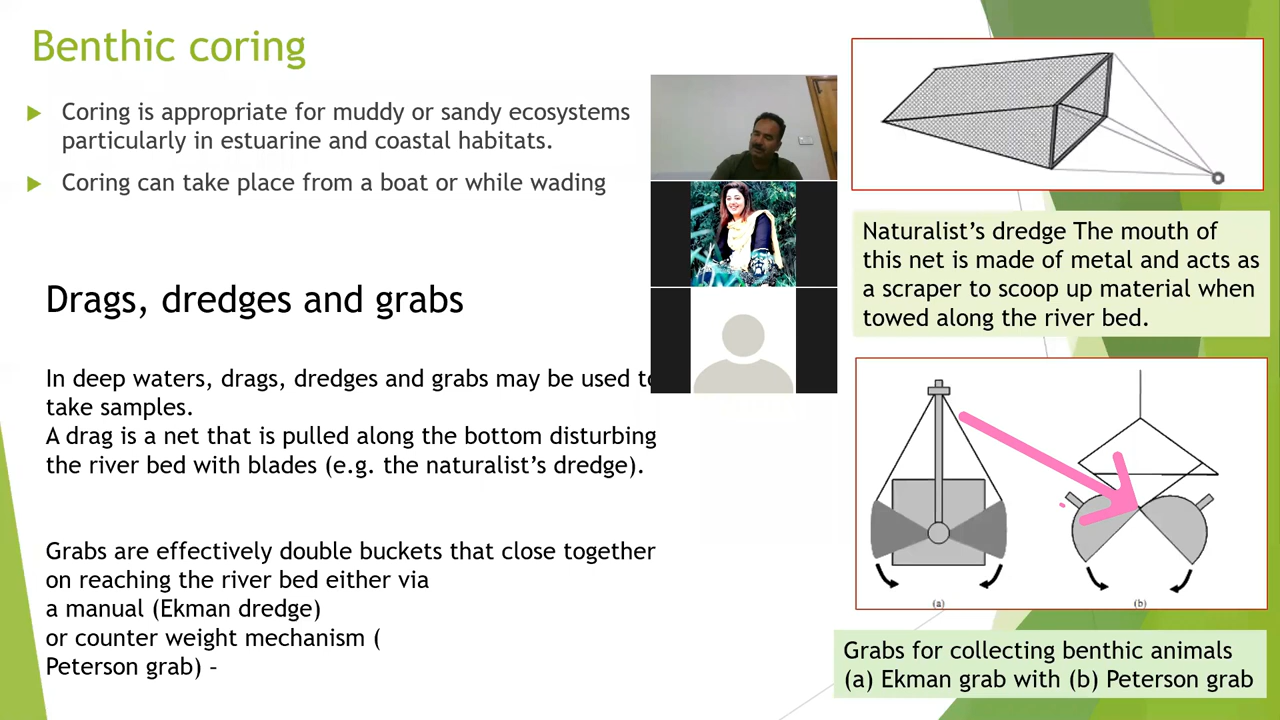 Benthic coring
Coring is appropriate for muddy or sandy ecosystems
particularly in estuarine and coastal habitats.
Coring can take place from a boat or while wading
Drags, dredges and grabs
In deep waters, drags, dredges and grabs may be used to
take samples.
A drag is a net that is pulled along the bottom disturbing
the river bed with blades (e.g. the naturalist’s dredge).
Grabs are effectively double buckets that close together
on reaching the river bed either via
a manual (Ekman dredge)
or counter weight mechanism (
Peterson grab) –
Naturalist’s dredge The mouth of
this net is made of metal and acts as
a scraper to scoop up material when
towed along the river bed.
(a)
(b)
Grabs for collecting benthic animals
(a) Ekman grab with (b) Peterson grab